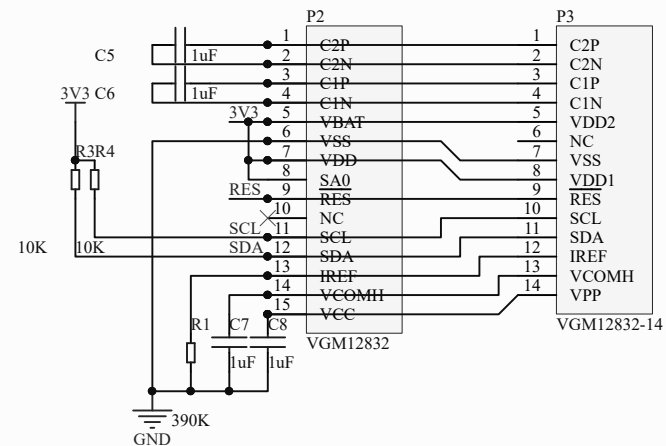 P2
P3
1 C2P 1 C2P
C5 1uF 2 C2N 2 C2N
3 C1P 3 C1P
3V3 C6 1uF 4 C1N 4 C1N
3V3 5 VBAT 5 VDD2
6 VSS 6 NC
R3 R4 7 VDD 7 VSS
8 SA0 8 VDD1
RES 9 RES 9 RES
10 NC 10 SCL
SCL 11 SCL 11 SDA
10K 10K SDA 12 SDA 12 IREF
13 IREF 13 VCOMH
14 VCOMH 14 VPP
15 VCC
R1 C7 C8 VGM12832-14
VGM12832
1uF 1uF
390K
GND